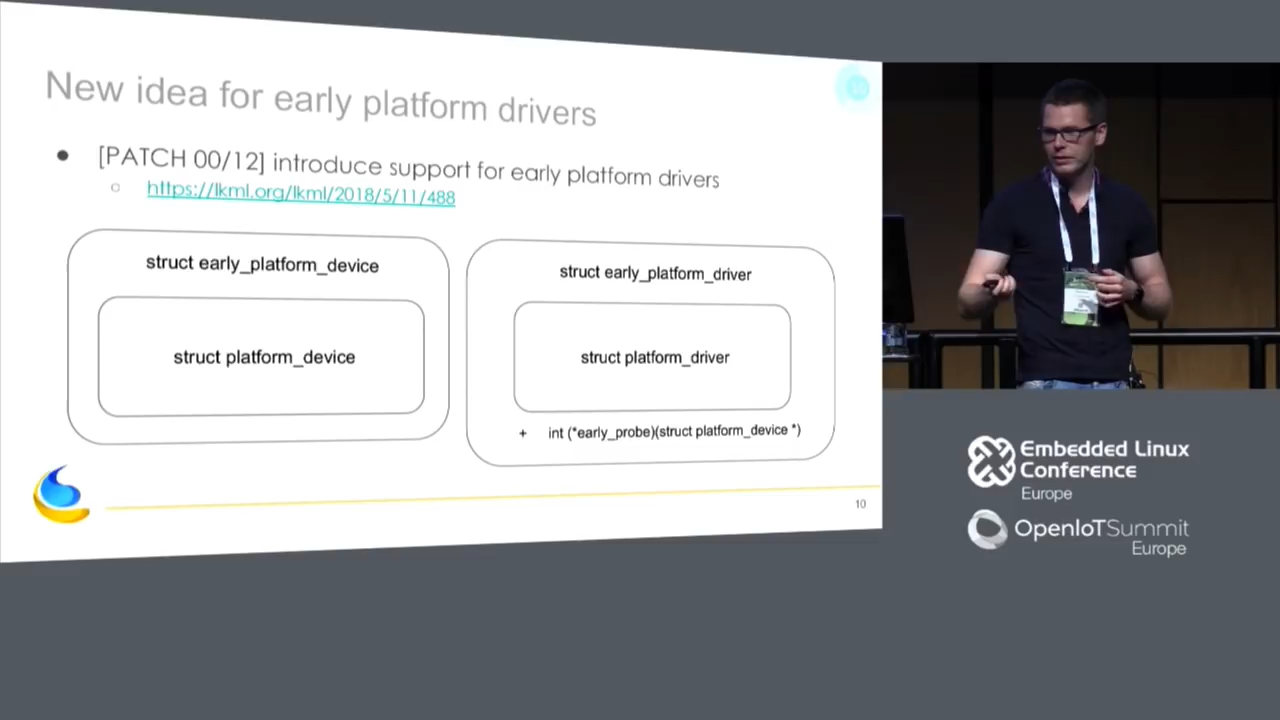 New idea for early platform drivers
● [PATCH 00/12] introduce support for early platform drivers
○ https://lkml.org/lkml/2018/5/11/488
struct early_platform_device
struct platform_device
struct early_platform_driver
struct platform_driver
+ int (*early_probe)(struct platform_device *)
10
Embedded Linux
Conference
Europe
OpenIoTSummit
Europe